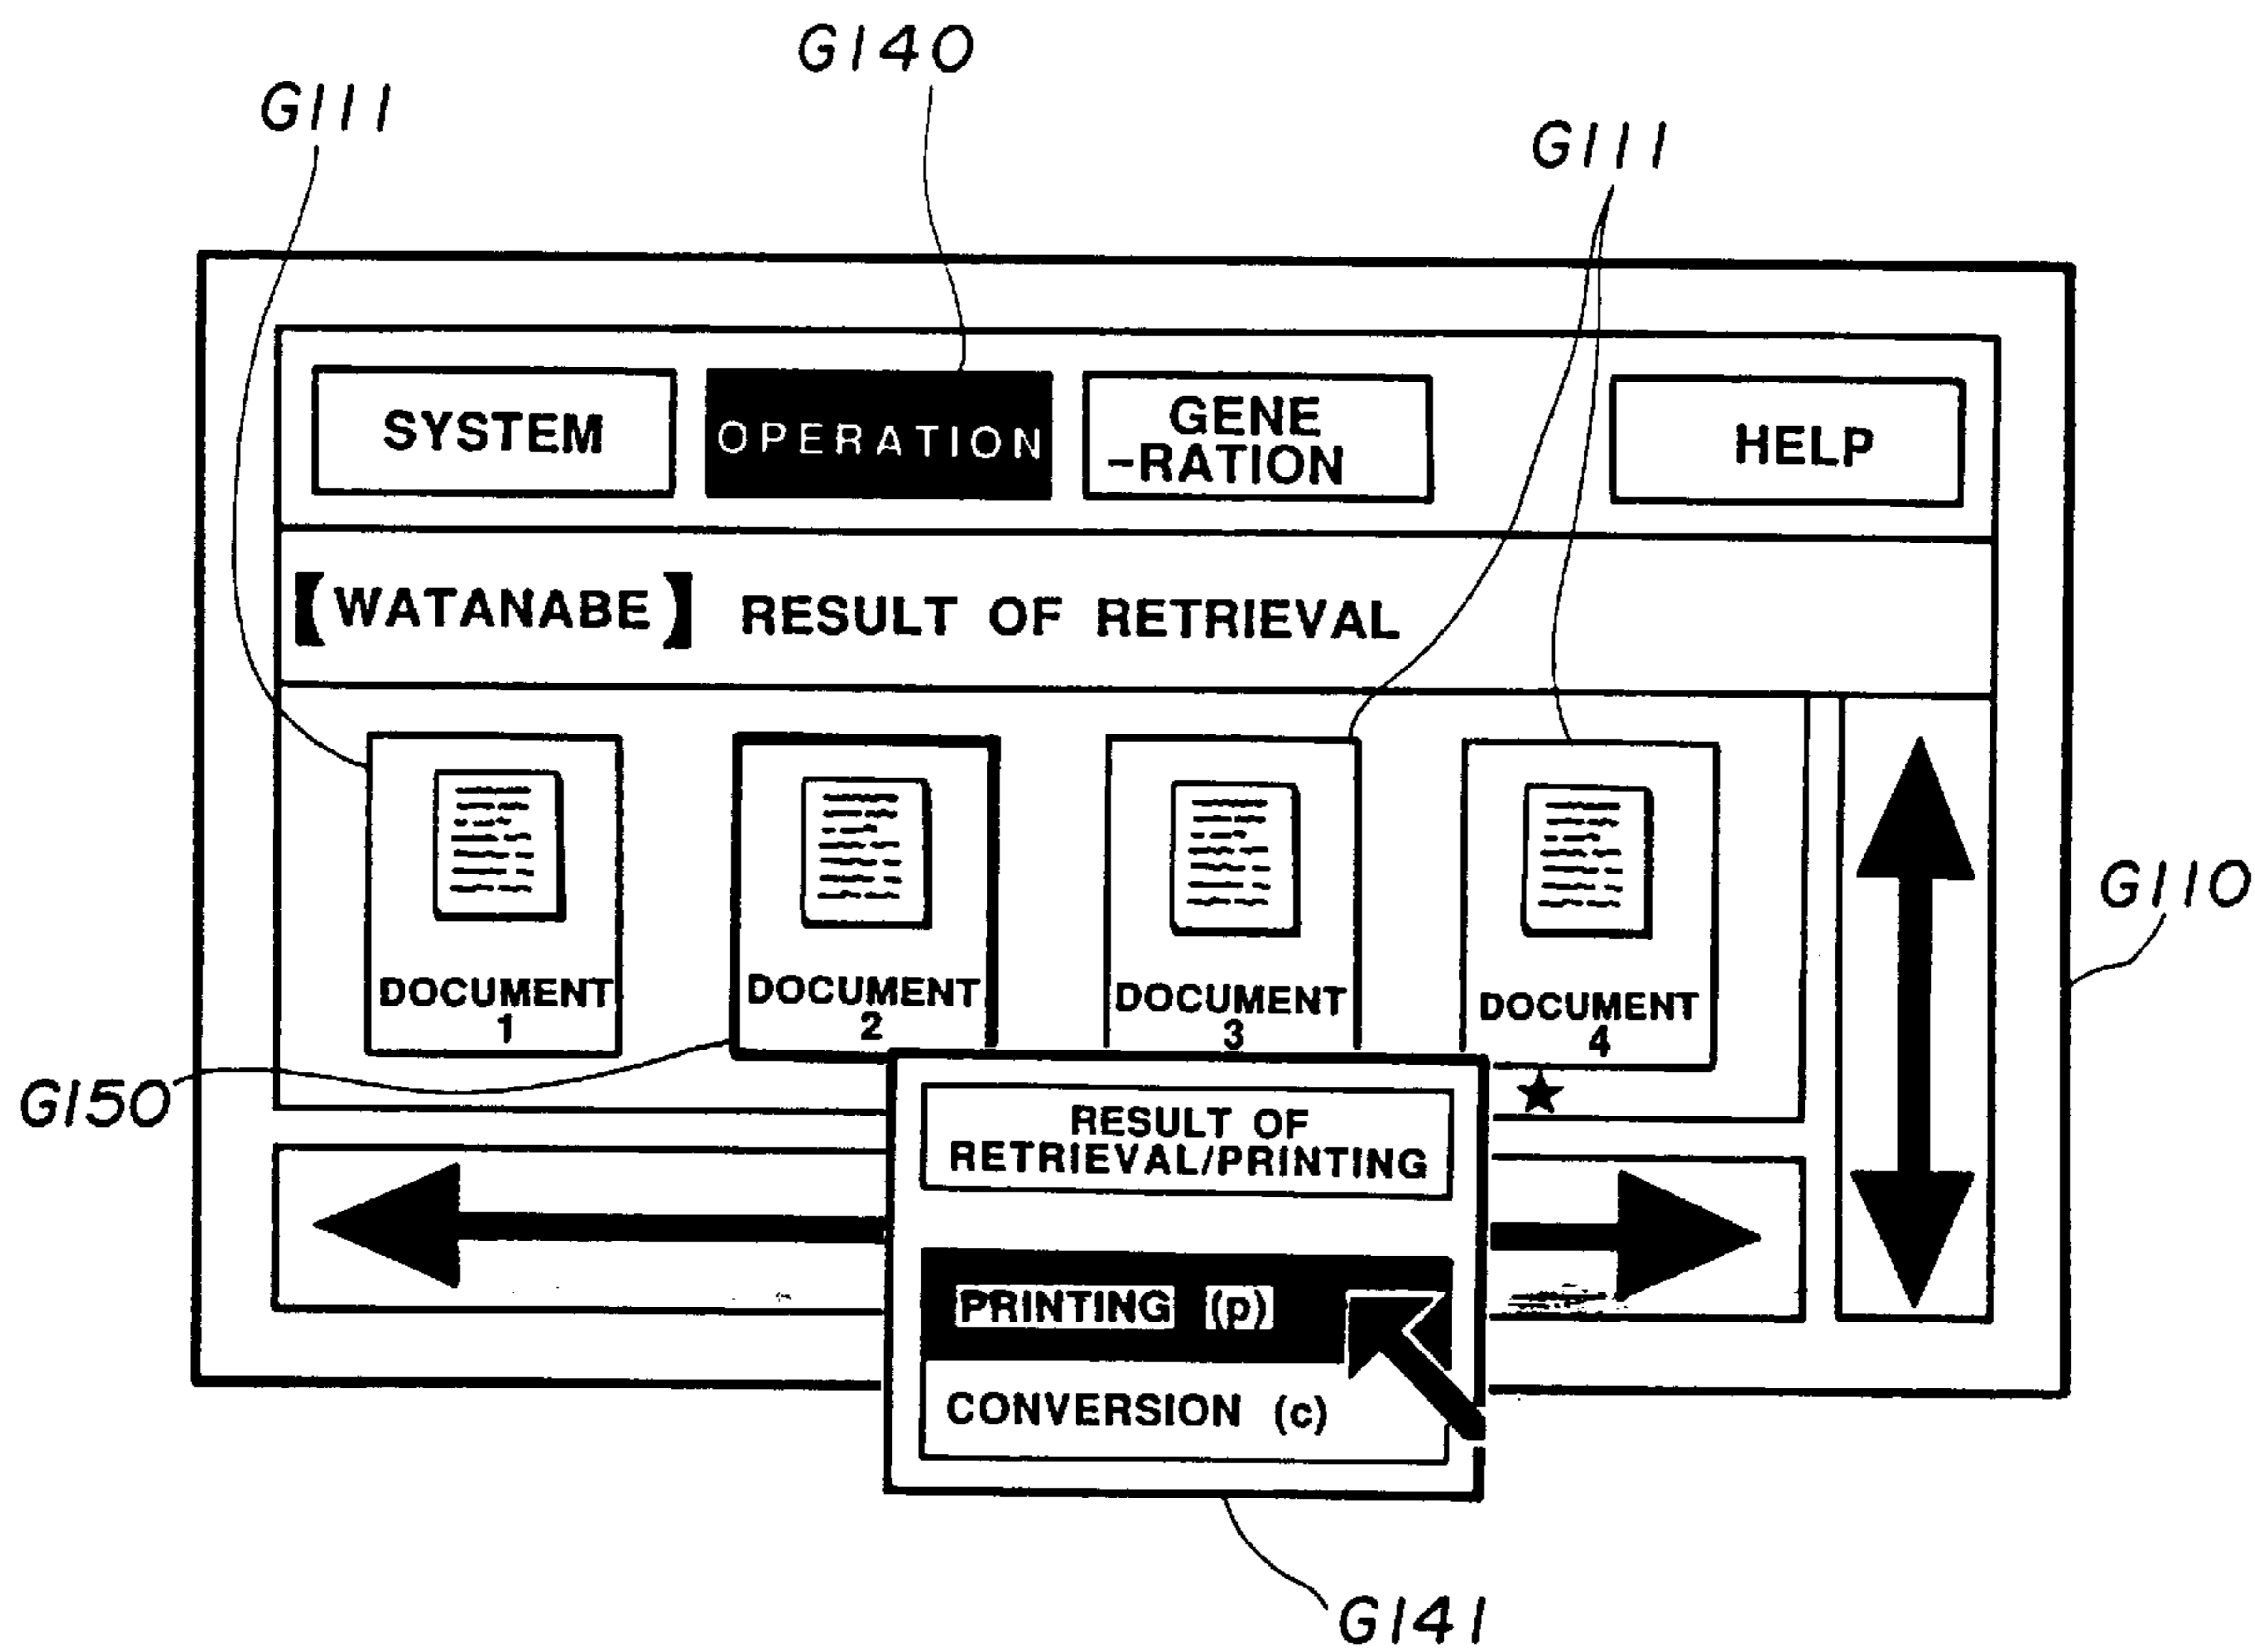 G140
G111
G111
SYSTEM
OPERATION
GENE
-RATION
HELP
【WATANABE】 RESULT OF RETRIEVAL
G110
DOCUMENT
1
DOCUMENT
2
DOCUMENT
3
DOCUMENT
4
G150
★
RESULT OF
RETRIEVAL/PRINTING
PRINTING (p)
CONVERSION (c)
G141